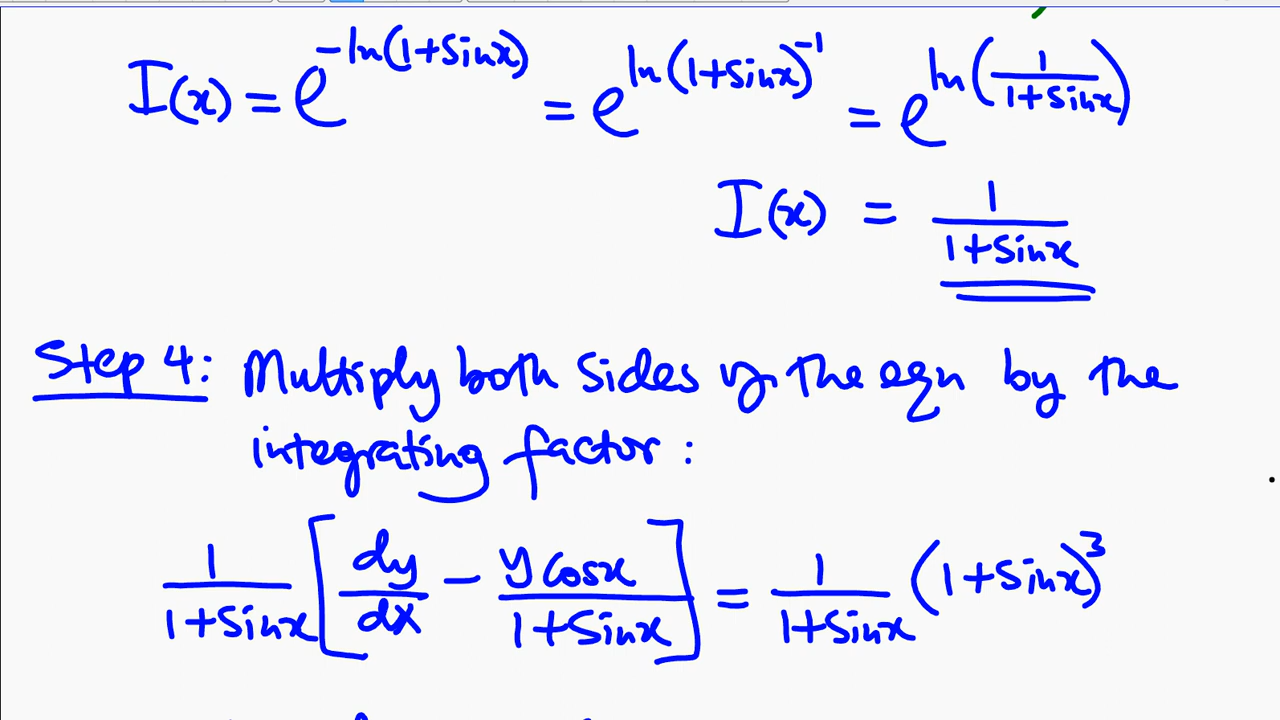 I(x) = e^{-ln(1+sinx)} = e^{ln(1+sinx)^{-1}} = e^{ln(1/(1+sinx))}
I(x) = 1/(1+sinx)
Step 4: Multiply both sides of the eqn by the
integrating factor:
1/(1+sinx) [dy/dx - ycosx/(1+sinx)] = 1/(1+sinx) (1+sinx)^3